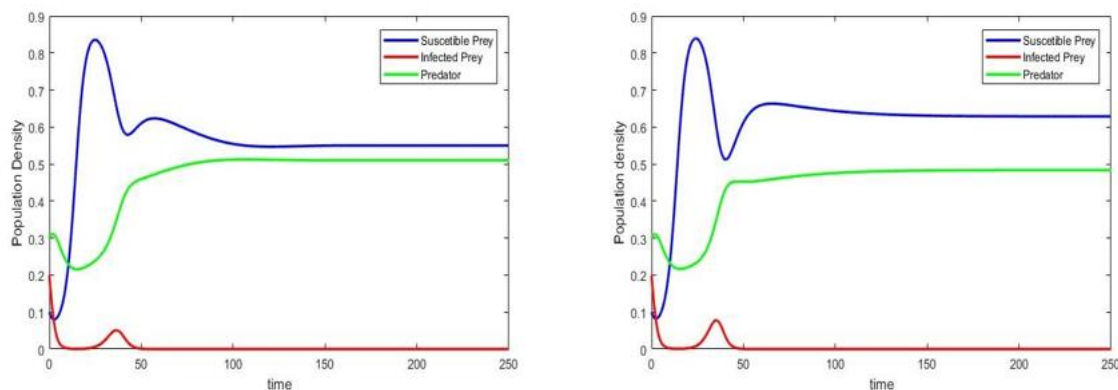 0.9
0.8
0.7
0.6
0.5
0.4
0.3
0.2
0.1
0
Population Density
Suscetible Prey
Infected Prey
Predator
0 50 100 150 200 250
time
0.9
0.8
0.7
0.6
0.5
0.4
0.3
0.2
0.1
0
Population density
Suscetible Prey
Infected Prey
Predator
0 50 100 150 200 250
time